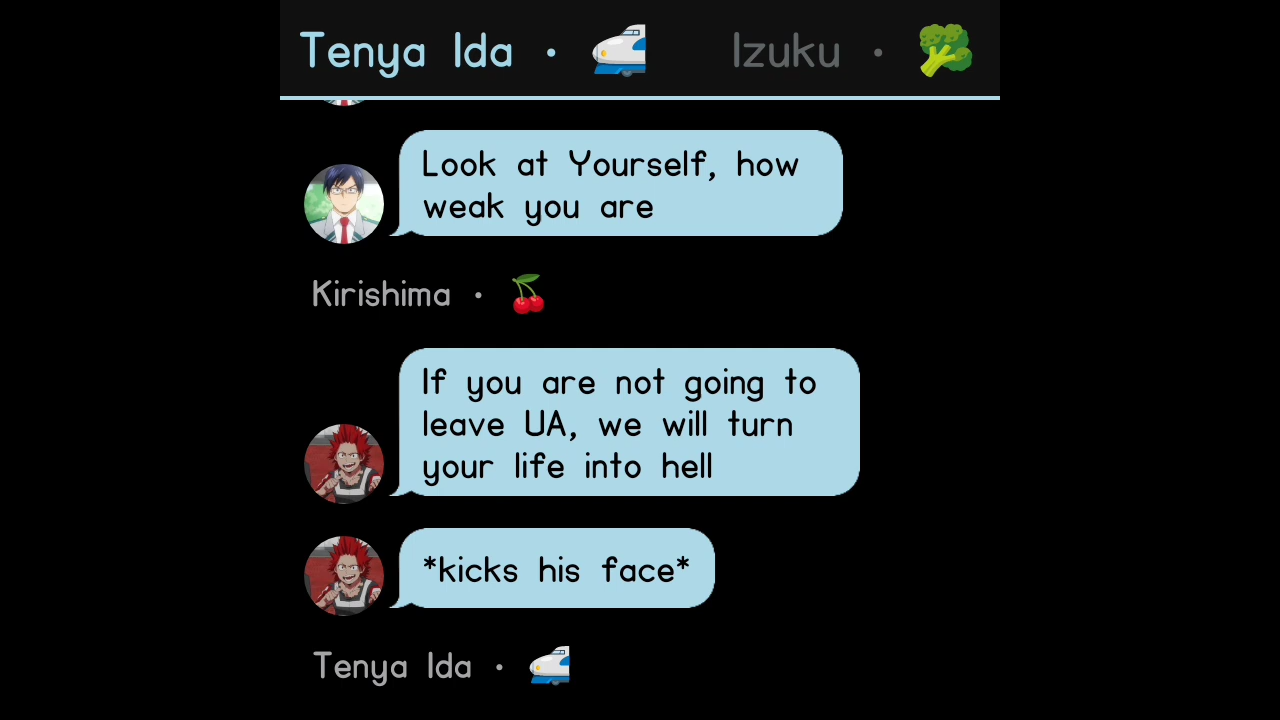 Tenya Ida • 🚅 Izuku • 🥦
Look at Yourself, how
weak you are
Kirishima • 🍒
If you are not going to
leave UA, we will turn
your life into hell
*kicks his face*
Tenya Ida • 🚅